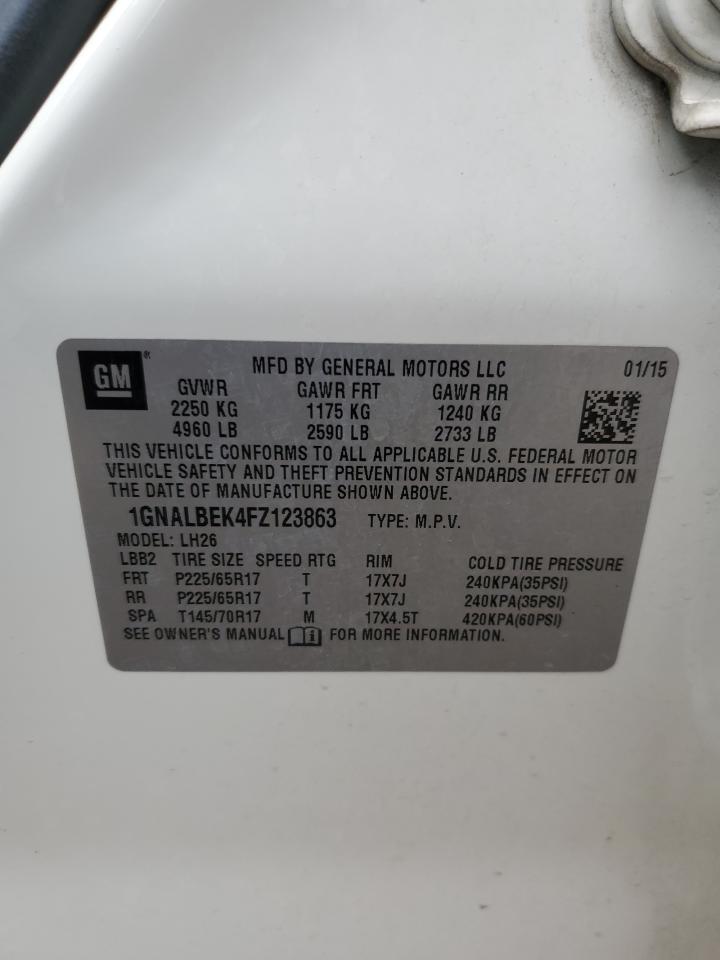 GM® MFD BY GENERAL MOTORS LLC 01/15
GVWR GAWR FRT GAWR RR
2250 KG 1175 KG 1240 KG
4960 LB 2590 LB 2733 LB
THIS VEHICLE CONFORMS TO ALL APPLICABLE U.S. FEDERAL MOTOR
VEHICLE SAFETY AND THEFT PREVENTION STANDARDS IN EFFECT ON
THE DATE OF MANUFACTURE SHOWN ABOVE.
1GNALBEK4FZ123863 TYPE: M.P.V.
MODEL: LH26
LBB2 TIRE SIZE SPEED RTG RIM COLD TIRE PRESSURE
FRT P225/65R17 T 17X7J 240KPA(35PSI)
RR P225/65R17 T 17X7J 240KPA(35PSI)
SPA T145/70R17 M 17X4.5T 420KPA(60PSI)
SEE OWNER'S MANUAL i FOR MORE INFORMATION.